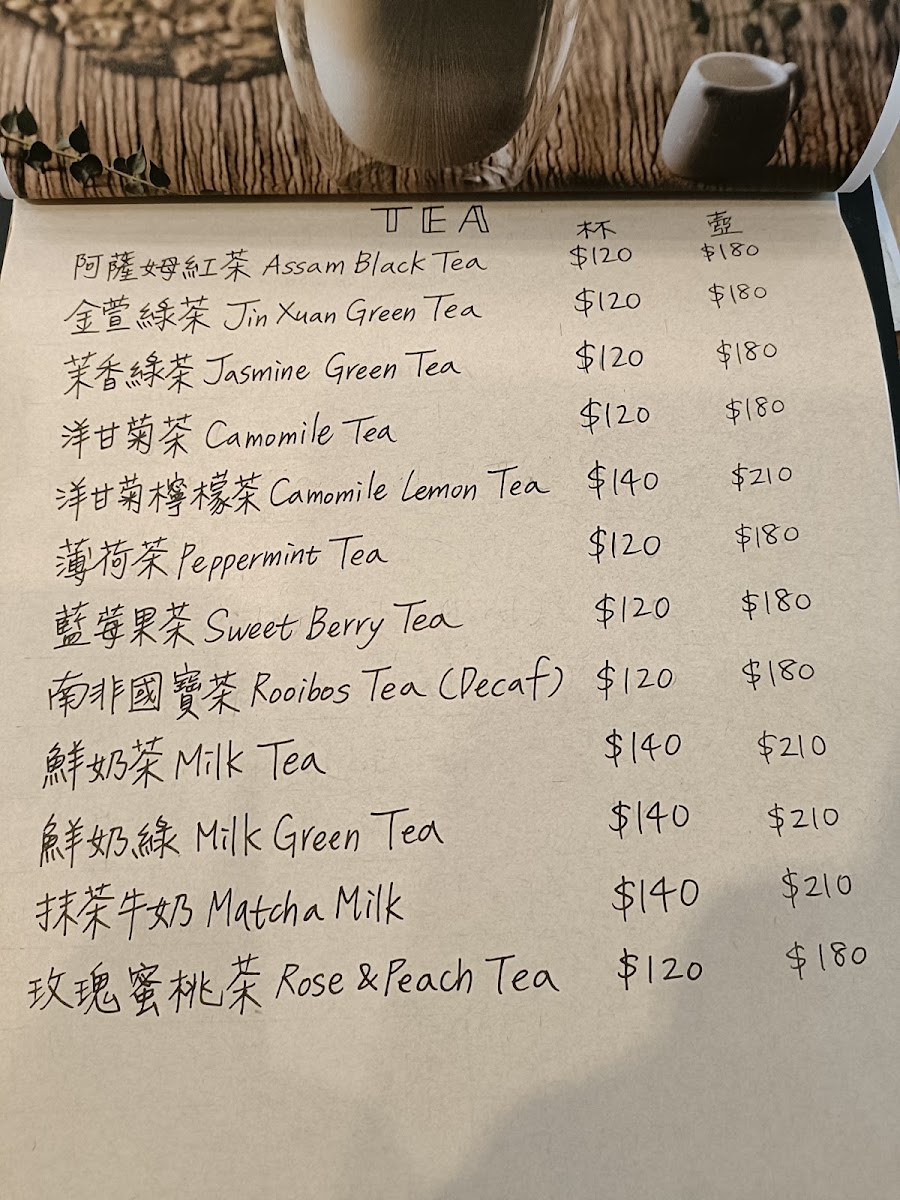 TEA 杯 壺
阿薩姆紅茶 Assam Black Tea $120 $180
金萱綠茶 Jin Xuan Green Tea $120 $180
茉香綠茶 Jasmine Green Tea $120 $180
洋甘菊茶 Camomile Tea $120 $180
洋甘菊檸檬茶 Camomile Lemon Tea $140 $210
薄荷茶 Peppermint Tea $120 $180
藍莓果茶 Sweet Berry Tea $120 $180
南非國寶茶 Rooibos Tea (Decaf) $120 $180
鮮奶茶 Milk Tea $140 $210
鮮奶綠 Milk Green Tea $140 $210
抹茶牛奶 Matcha Milk $140 $210
玫瑰蜜桃茶 Rose & Peach Tea $120 $180